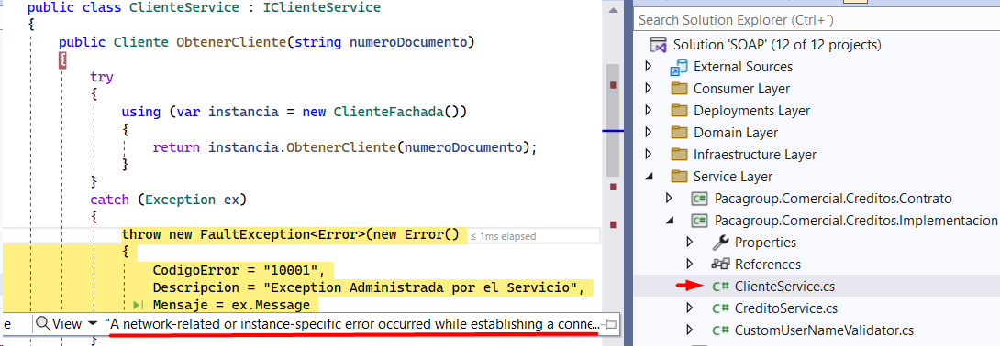 public class ClienteService : IClienteService
{
public Cliente ObtenerCliente(string numeroDocumento)
{
try
{
using (var instancia = new ClienteFachada())
{
return instancia.ObtenerCliente(numeroDocumento);
}
}
catch (Exception ex)
{
throw new FaultException<Error>(new Error() ≤ 1ms elapsed
{
CodigoError = "10001",
Descripcion = "Exception Administrada por el Servicio",
Mensaje = ex.Message
e View "A network-related or instance-specific error occurred while establishing a conne...
}
Search Solution Explorer (Ctrl+´)
Solution 'SOAP' (12 of 12 projects)
External Sources
Consumer Layer
Deployments Layer
Domain Layer
Infrastructure Layer
Service Layer
C# Pacagroup.Comercial.Creditos.Contrato
C# Pacagroup.Comercial.Creditos.Implementacion
Properties
References
C# ClienteService.cs
C# CreditoService.cs
C# CustomUserNameValidator.cs